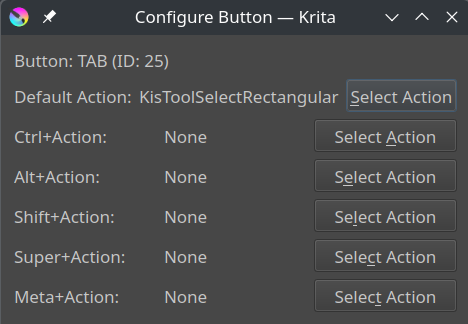 Configure Button — Krita
Button: TAB (ID: 25)
Default Action: KisToolSelectRectangular Select Action
Ctrl+Action: None Select Action
Alt+Action: None Select Action
Shift+Action: None Select Action
Super+Action: None Select Action
Meta+Action: None Select Action